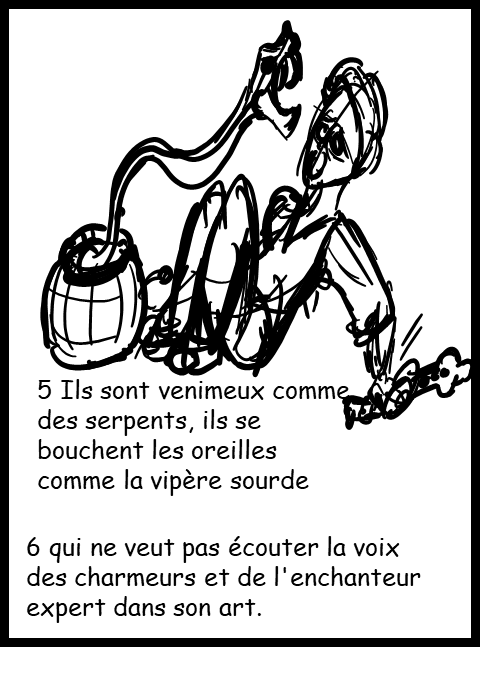 5 Ils sont venimeux comme
des serpents, ils se
bouchent les oreilles
comme la vipère sourde
6 qui ne veut pas écouter la voix
des charmeurs et de l'enchanteur
expert dans son art.